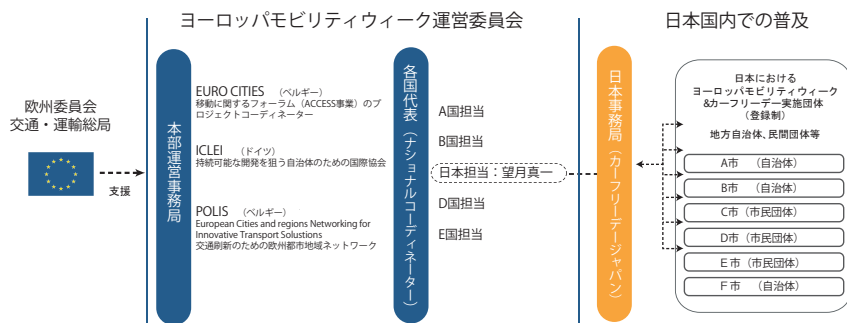 ヨーロッパモビリティウィーク運営委員会
日本国内での普及
欧州委員会
交通・運輸総局
支援
本部運営事務局
EURO CITIES （ベルギー）
移動に関するフォーラム（ACCESS事業）のプ
ロジェクトコーディネーター
ICLEI （ドイツ）
持続可能な開発を狙う自治体のための国際協会
POLIS （ベルギー）
European Cities and regions Networking for
Innovative Transport Solustions
交通刷新のための欧州都市地域ネットワーク
各国代表（ナショナルコーディネーター）
A国担当
B国担当
日本担当：望月真一
D国担当
E国担当
日本事務局（カーフリーデージャパン）
日本における
ヨーロッパモビリティウィーク
&カーフリーデー実施団体
（登録制）
地方自治体、民間団体等
A市 （自治体）
B市 （自治体）
C市（市民団体）
D市（市民団体）
E市（市民団体）
F市 （自治体）